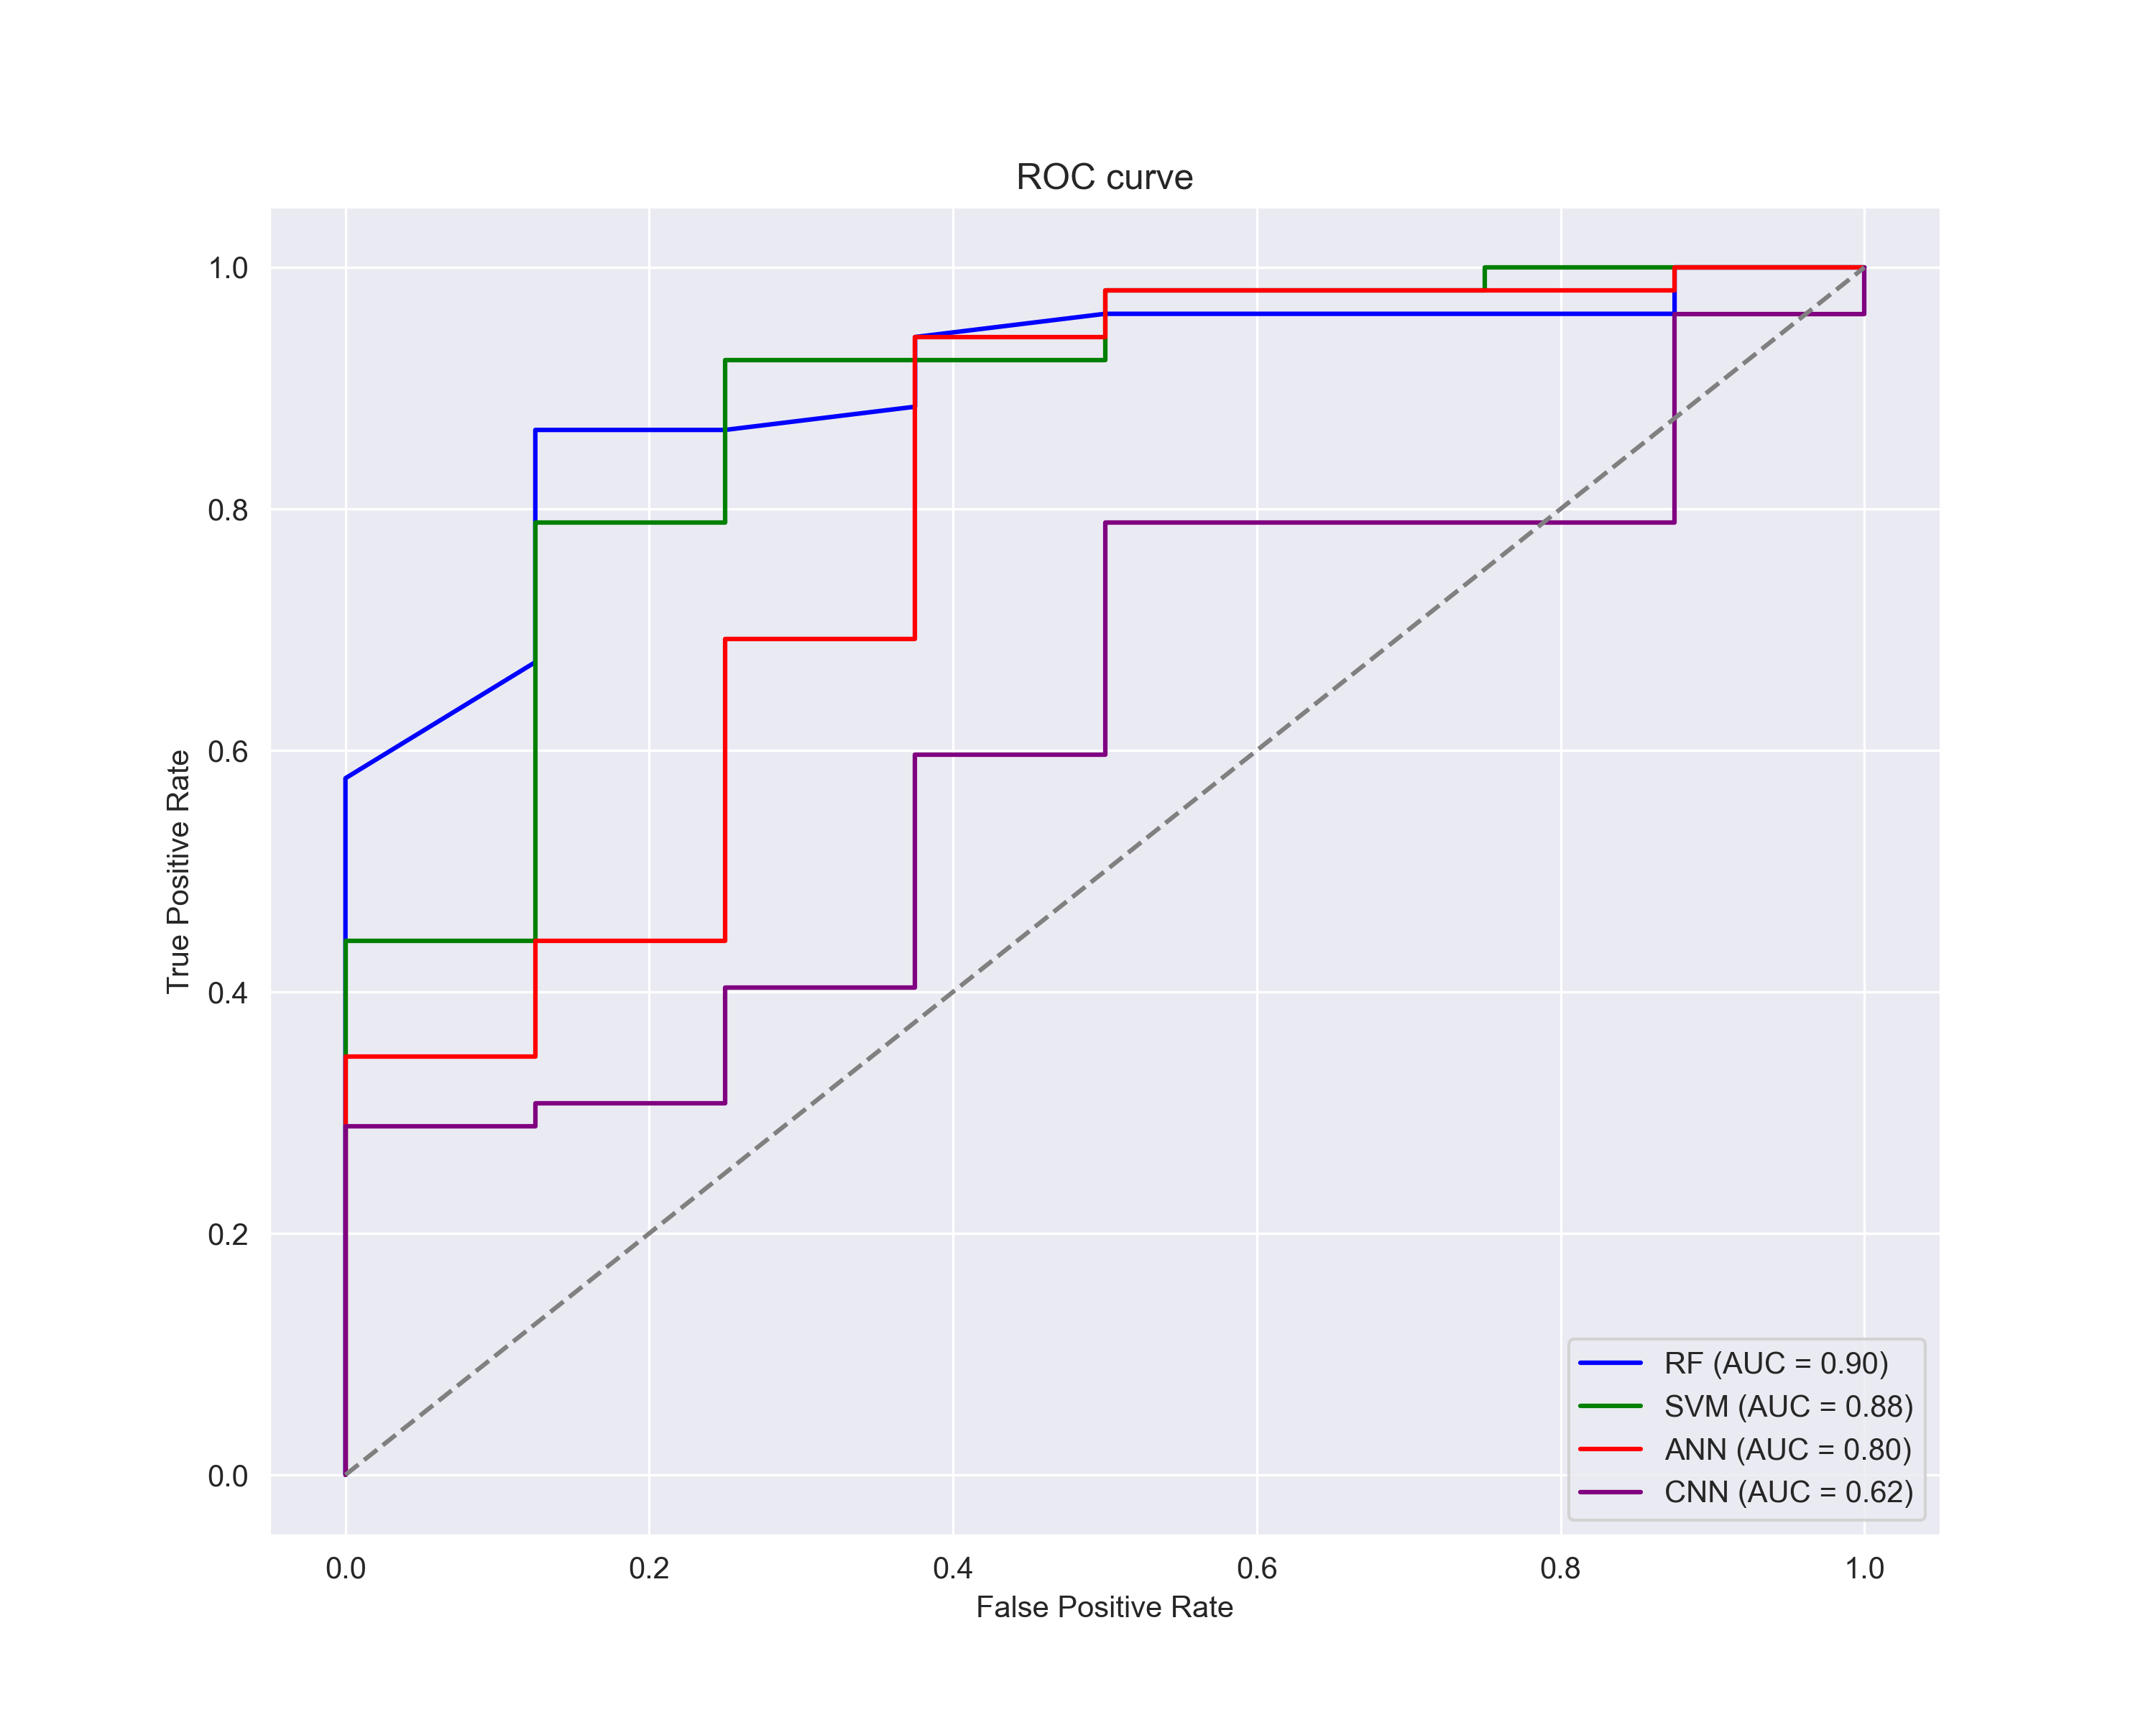 ROC curve
1.0
0.8
0.6
0.4
0.2
0.0
True Positive Rate
0.0 0.2 0.4 0.6 0.8 1.0
False Positive Rate
RF (AUC = 0.90)
SVM (AUC = 0.88)
ANN (AUC = 0.80)
CNN (AUC = 0.62)